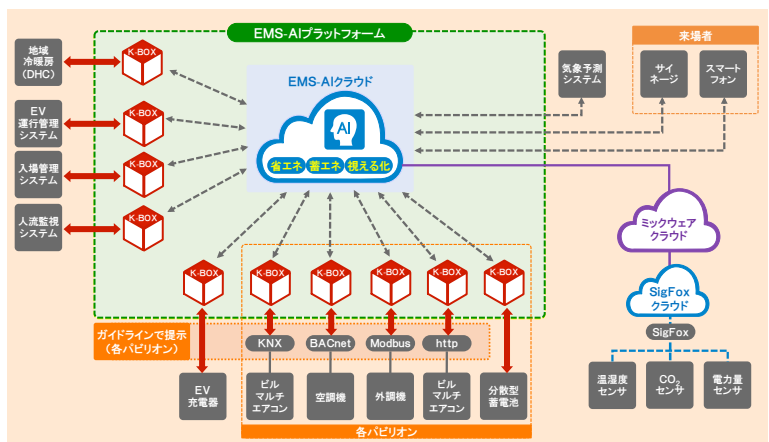 EMS-AIプラットフォーム
来場者
地域
冷暖房
(DHC)
K-BOX
EV
運行管理
システム
K-BOX
入場管理
システム
K-BOX
人流監視
システム
K-BOX
EMS-AIクラウド
AI
省エネ
蓄エネ
視える化
気象予測
システム
サイ
ネージ
スマート
フォン
ミックウェア
クラウド
SigFox
クラウド
SigFox
温湿度
センサ
CO₂
センサ
電力量
センサ
K-BOX
K-BOX
K-BOX
K-BOX
K-BOX
K-BOX
ガイドラインで提示
(各パビリオン)
KNX
BACnet
Modbus
http
EV
充電器
ビル
マルチ
エアコン
空調機
外調機
ビル
マルチ
エアコン
分散型
蓄電池
各パビリオン